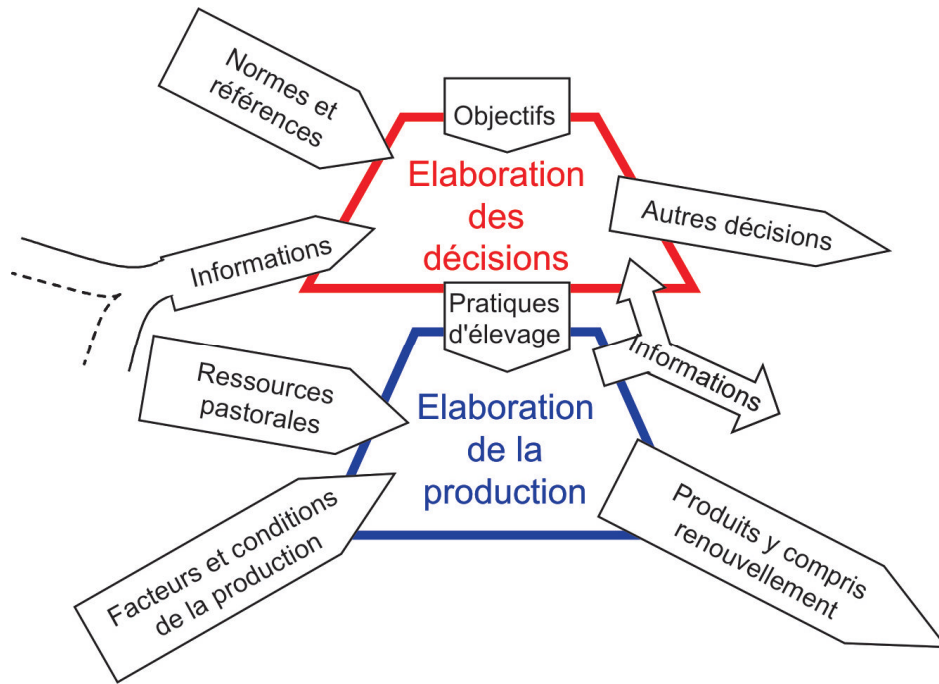 Normes et
références
Objectifs
Elaboration
des
décisions
Autres décisions
Informations
Pratiques
d'élevage
Informations
Ressources
pastorales
Elaboration
de la
production
Facteurs et conditions
de la production
Produits y compris
renouvellement